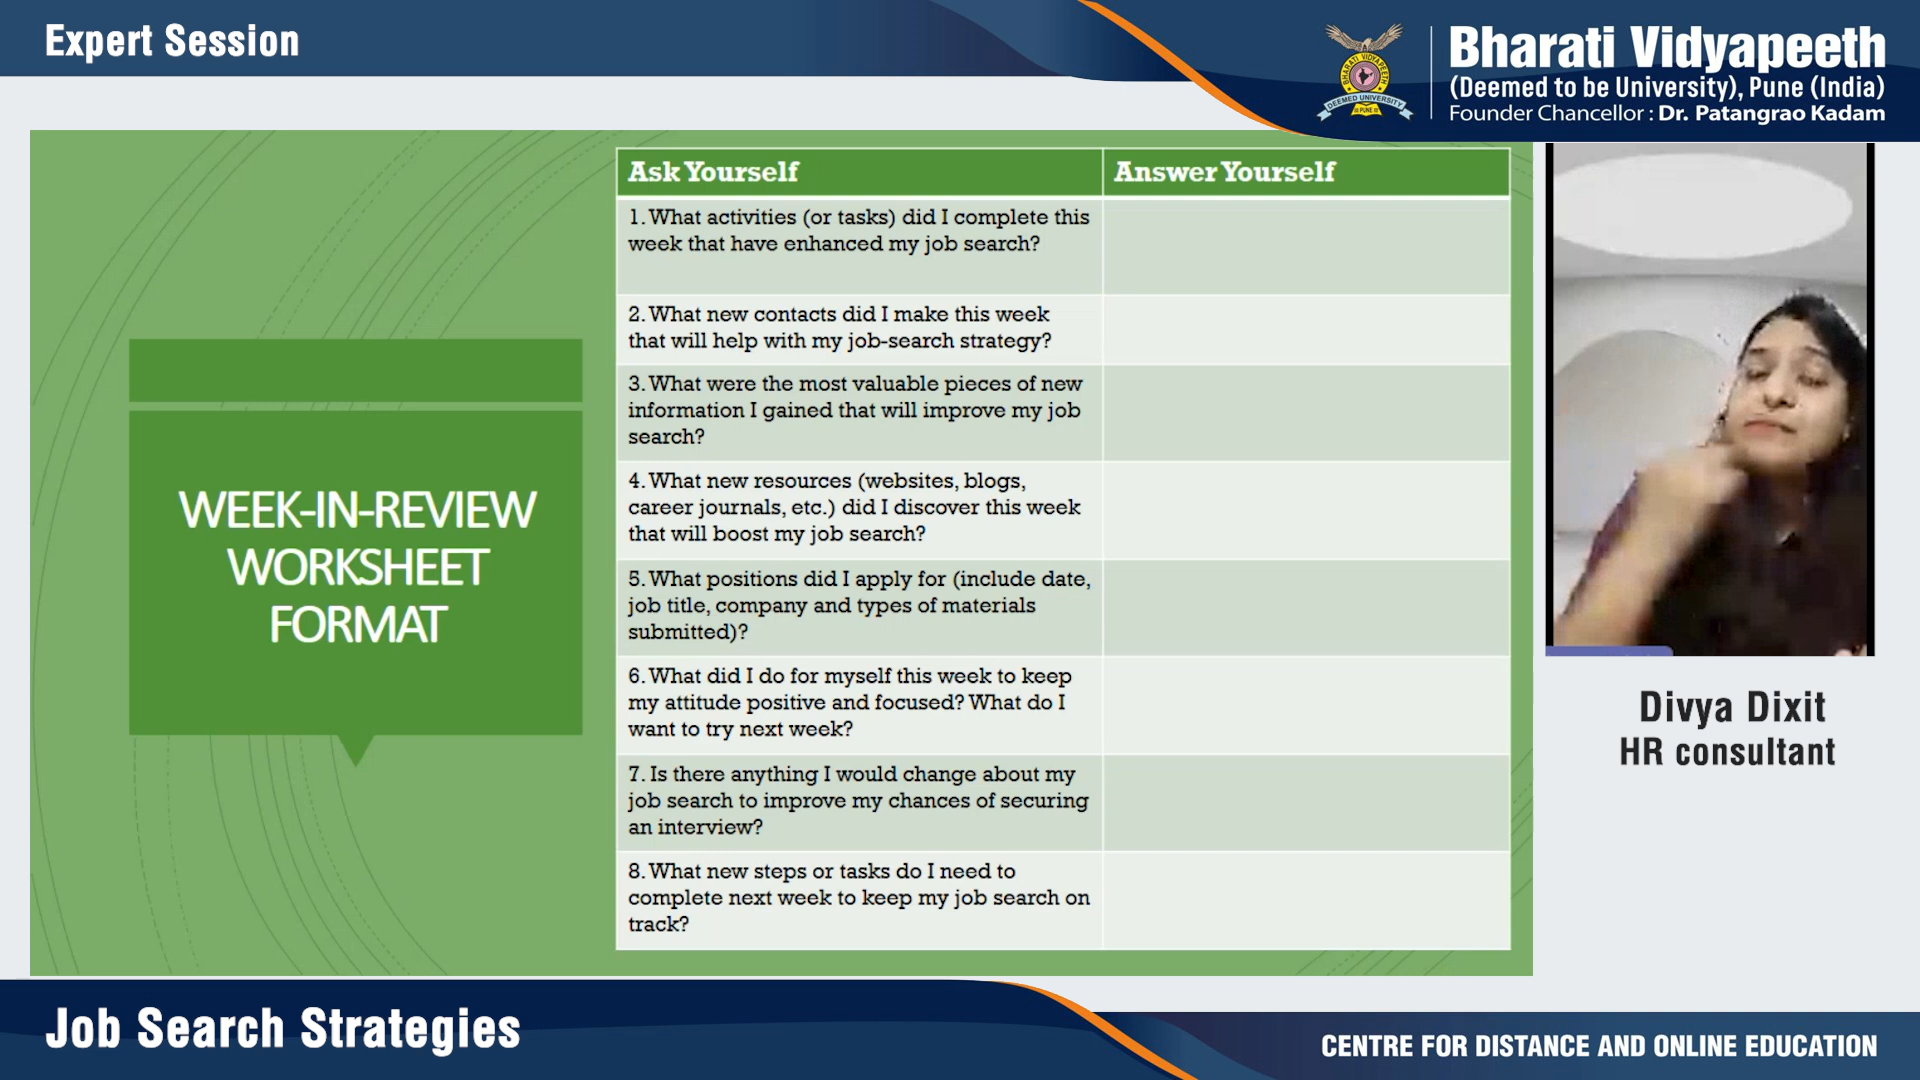 Expert Session
BHARATI VIDYAPEETH
DEEMED UNIVERSITY
PUNE
Bharati Vidyapeeth
(Deemed to be University), Pune (India)
Founder Chancellor : Dr. Patangrao Kadam
WEEK-IN-REVIEW
WORKSHEET
FORMAT
Ask Yourself
Answer Yourself
1. What activities (or tasks) did I complete this
week that have enhanced my job search?
2. What new contacts did I make this week
that will help with my job-search strategy?
3. What were the most valuable pieces of new
information I gained that will improve my job
search?
4. What new resources (websites, blogs,
career journals, etc.) did I discover this week
that will boost my job search?
5. What positions did I apply for (include date,
job title, company and types of materials
submitted)?
6. What did I do for myself this week to keep
my attitude positive and focused? What do I
want to try next week?
7. Is there anything I would change about my
job search to improve my chances of securing
an interview?
8. What new steps or tasks do I need to
complete next week to keep my job search on
track?
Divya Dixit
HR consultant
Job Search Strategies
CENTRE FOR DISTANCE AND ONLINE EDUCATION